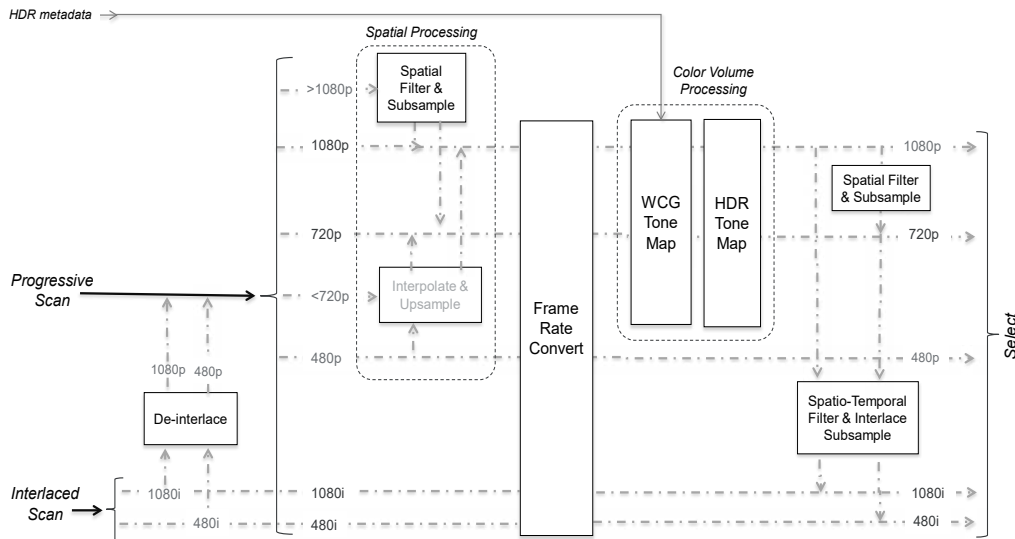 HDR metadata
Spatial Processing
Color Volume
Processing
Spatial
Filter &
Subsample
>1080p
1080p
1080p
Spatial Filter
& Subsample
WCG
Tone
Map
HDR
Tone
Map
720p
720p
Progressive
Scan
<720p
Interpolate &
Upsample
Frame
Rate
Convert
Select
480p
480p
1080p
480p
De-interlace
Spatio-Temporal
Filter & Interlace
Subsample
Interlaced
Scan
1080i
1080i
1080i
480i
480i
480i